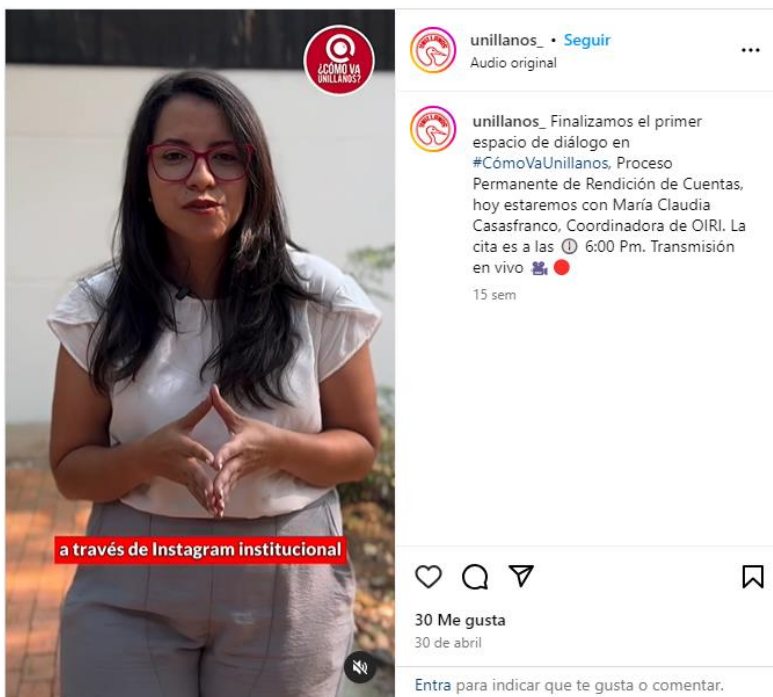 ¿CÓMO VA
UNILLANOS?
a través de Instagram institucional
unillanos_ • Seguir
Audio original
UNILLANOS
unillanos_ Finalizamos el primer
espacio de diálogo en
#CómoVaUnillanos, Proceso
Permanente de Rendición de Cuentas,
hoy estaremos con María Claudia
Casasfranco, Coordinadora de OIRI. La
cita es a las 🕕 6:00 Pm. Transmisión
en vivo 🎥 🔴
15 sem
30 Me gusta
30 de abril
Entra para indicar que te gusta o comentar.